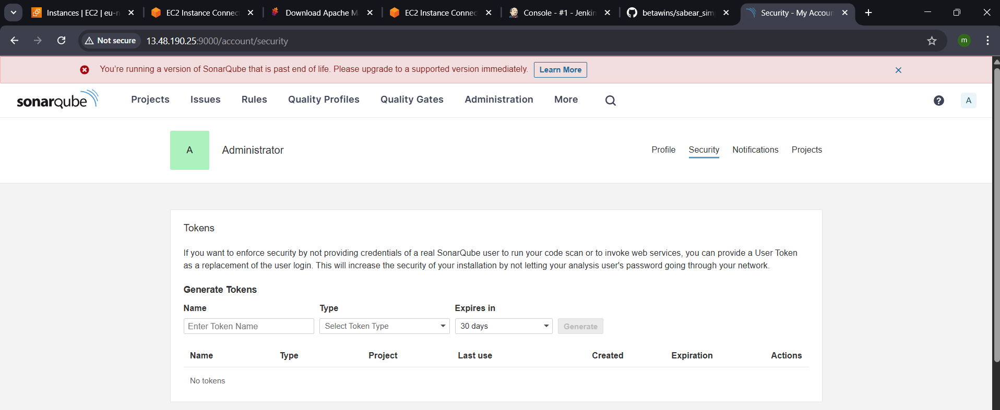 Instances | EC2 | eu-n
EC2 Instance Connect
Download Apache M
EC2 Instance Connec
Console - #1 - Jenkin
betawins/sabear_sim
Security - My Accoun
Not secure
13.48.190.25:9000/account/security
m
You're running a version of SonarQube that is past end of life. Please upgrade to a supported version immediately.
Learn More
sonarqube
Projects
Issues
Rules
Quality Profiles
Quality Gates
Administration
More
?
A
A
Administrator
Profile
Security
Notifications
Projects
Tokens
If you want to enforce security by not providing credentials of a real SonarQube user to run your code scan or to invoke web services, you can provide a User Token
as a replacement of the user login. This will increase the security of your installation by not letting your analysis user's password going through your network.
Generate Tokens
Name
Type
Expires in
Enter Token Name
Select Token Type
30 days
Generate
Name
Type
Project
Last use
Created
Expiration
Actions
No tokens